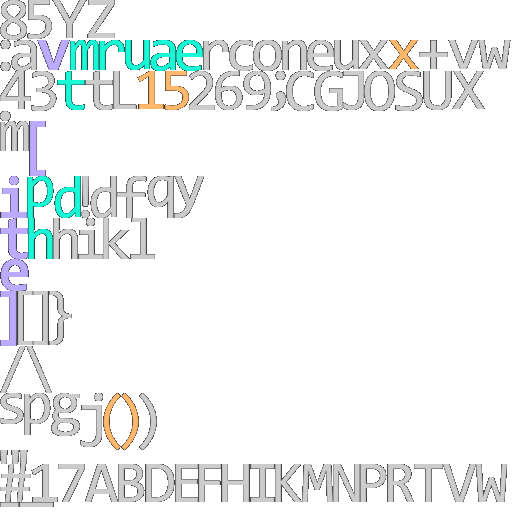 85YZ
:avmruaerconeuxx+vw
43ttL15269;CGJOSUX
m[
ipd!dfqy
thhikl
e
][]}
/\
spgj())
"
#17ABDEFHIKMNPRTVW